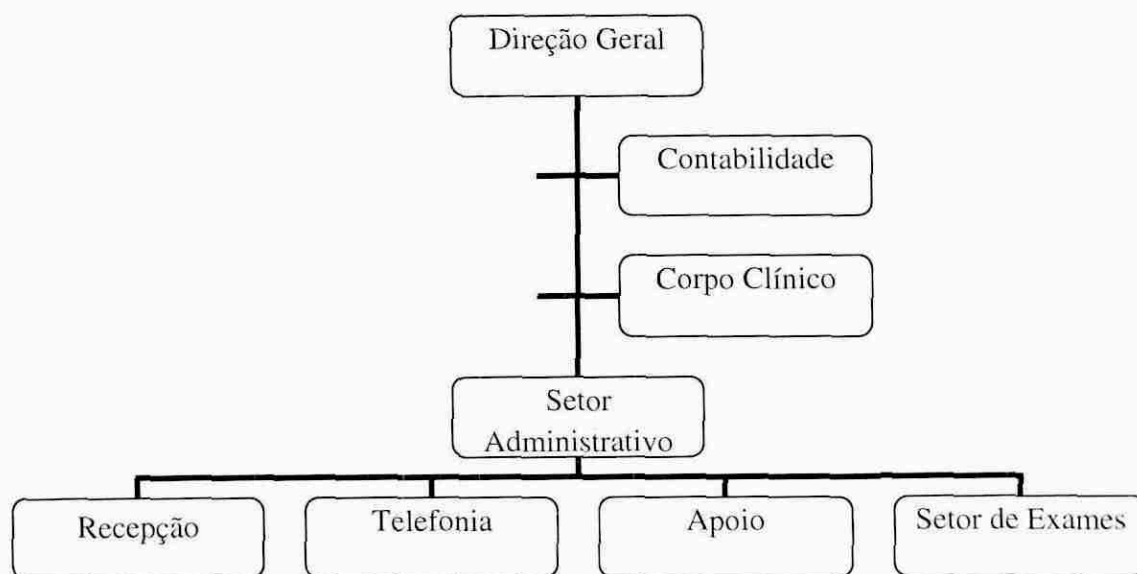 Direção Geral
Contabilidade
Corpo Clínico
Setor
Administrativo
Recepção
Telefonia
Apoio
Setor de Exames